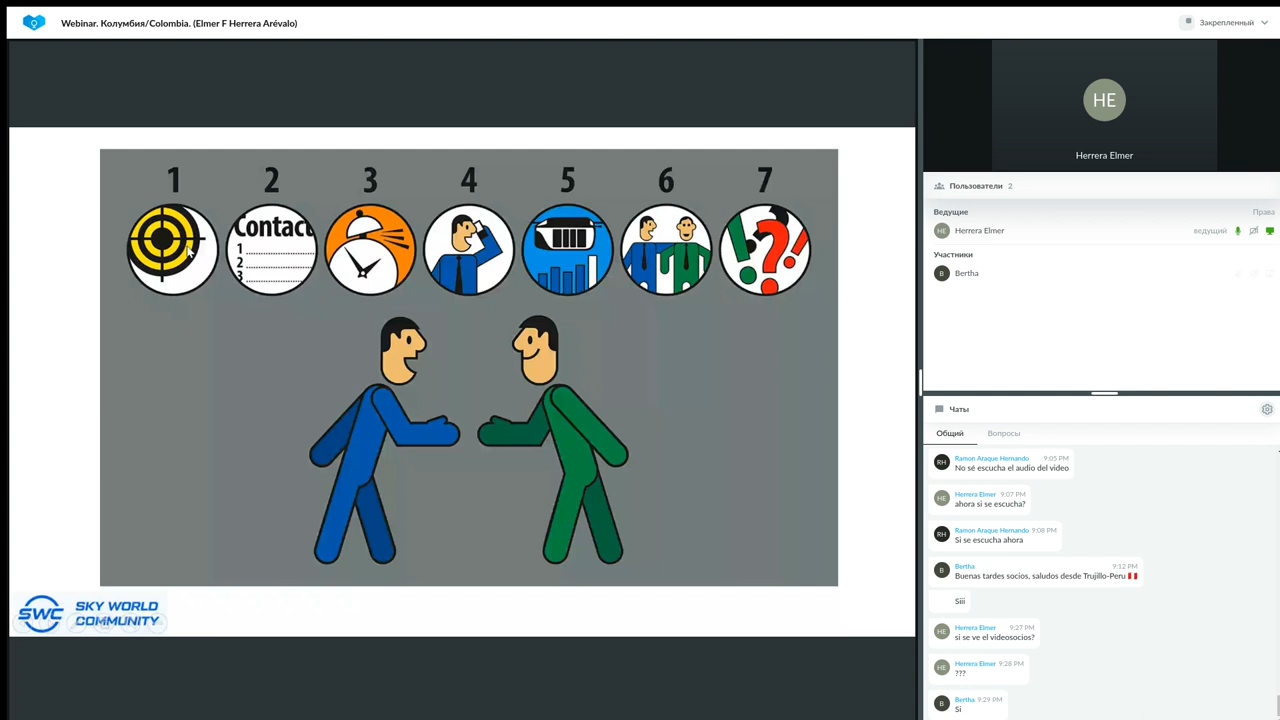 Webinar. Колумбия/Colombia. (Elmer F Herrera Arévalo)
Закрепленный
1 2 3 4 5 6 7
Contact
1
2
3
SWC SKY WORLD
COMMUNITY
HE
Herrera Elmer
Пользователи 2
Ведущие Права
HE Herrera Elmer ведущий
Участники
B Bertha
Чаты
Общий Вопросы
RH Ramon Araque Hernando 9:05 PM
No sé escucha el audio del video
HE Herrera Elmer 9:07 PM
ahora si se escucha?
RH Ramon Araque Hernando 9:08 PM
Si se escucha ahora
B Bertha 9:12 PM
Buenas tardes socios, saludos desde Trujillo-Peru 🇵🇪
Siii
HE Herrera Elmer 9:27 PM
si se ve el videosocios?
HE Herrera Elmer 9:28 PM
???
B Bertha 9:29 PM
Si